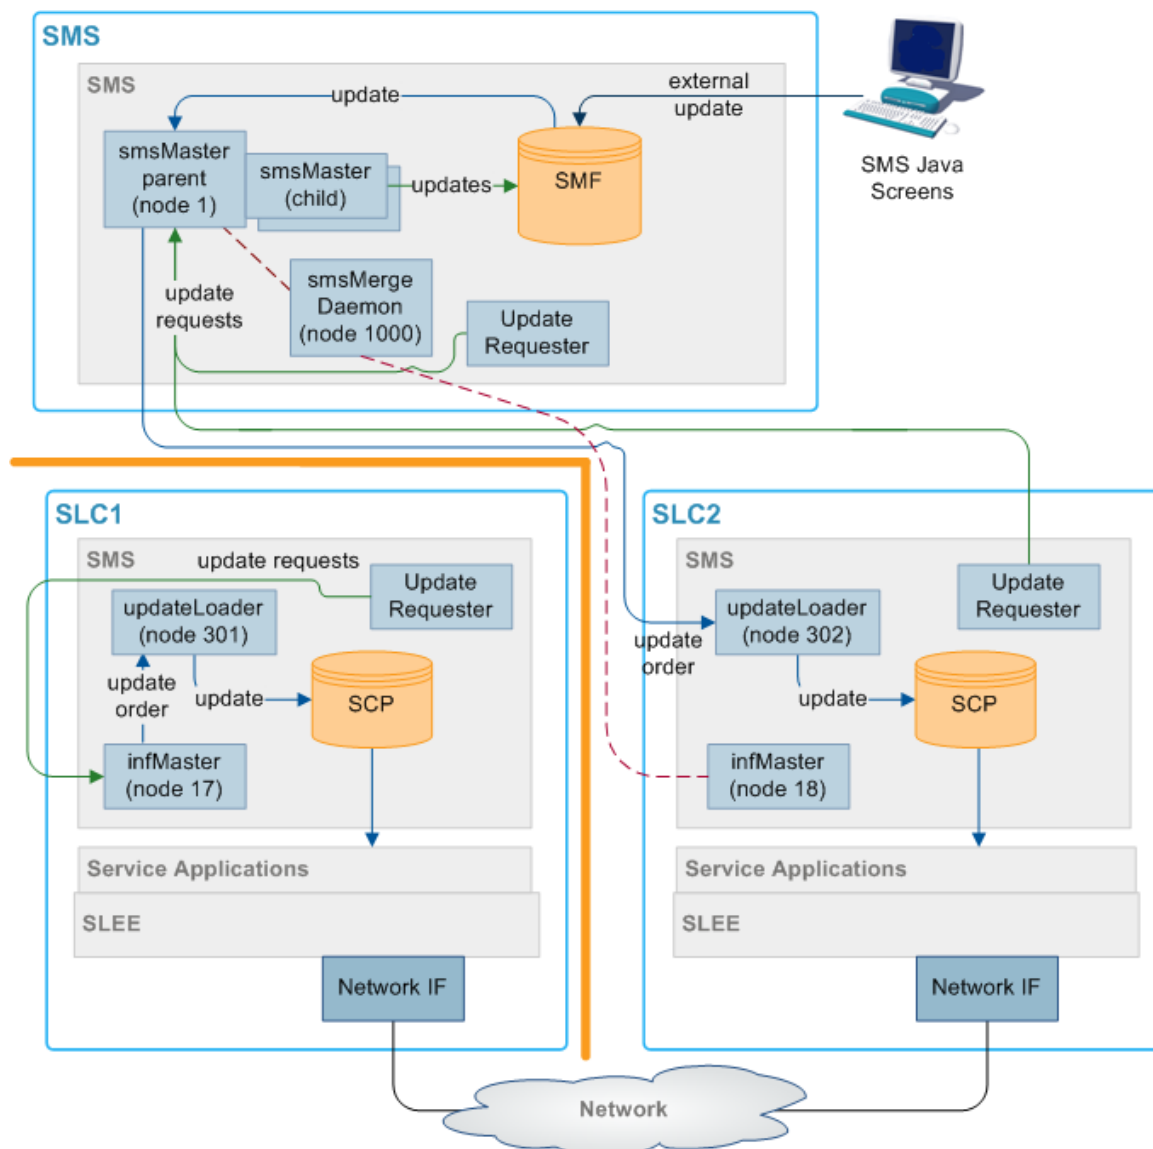 SMS
SMS
update
external
update
smsMaster
parent
(node 1)
smsMaster
(child)
updates
SMF
SMS Java
Screens
update
requests
smsMerge
Daemon
(node 1000)
Update
Requester
SLC1
SMS
update requests
Update
Requester
updateLoader
(node 301)
update
order
update
SCP
infMaster
(node 17)
Service Applications
SLEE
Network IF
SLC2
SMS
Update
Requester
updateLoader
(node 302)
update
order
update
SCP
infMaster
(node 18)
Service Applications
SLEE
Network IF
Network